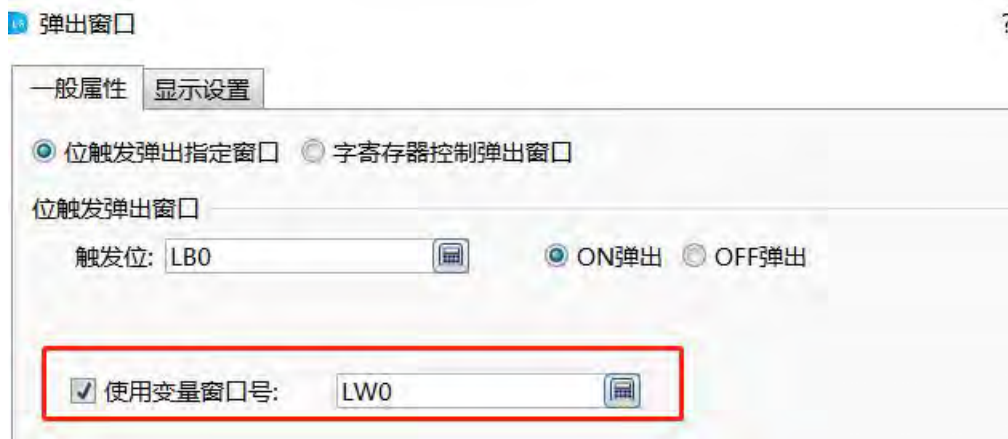 弹出窗口 ?
一般属性 显示设置
位触发弹出指定窗口 字寄存器控制弹出窗口
位触发弹出窗口
触发位: LB0 ON弹出 OFF弹出
使用变量窗口号: LW0